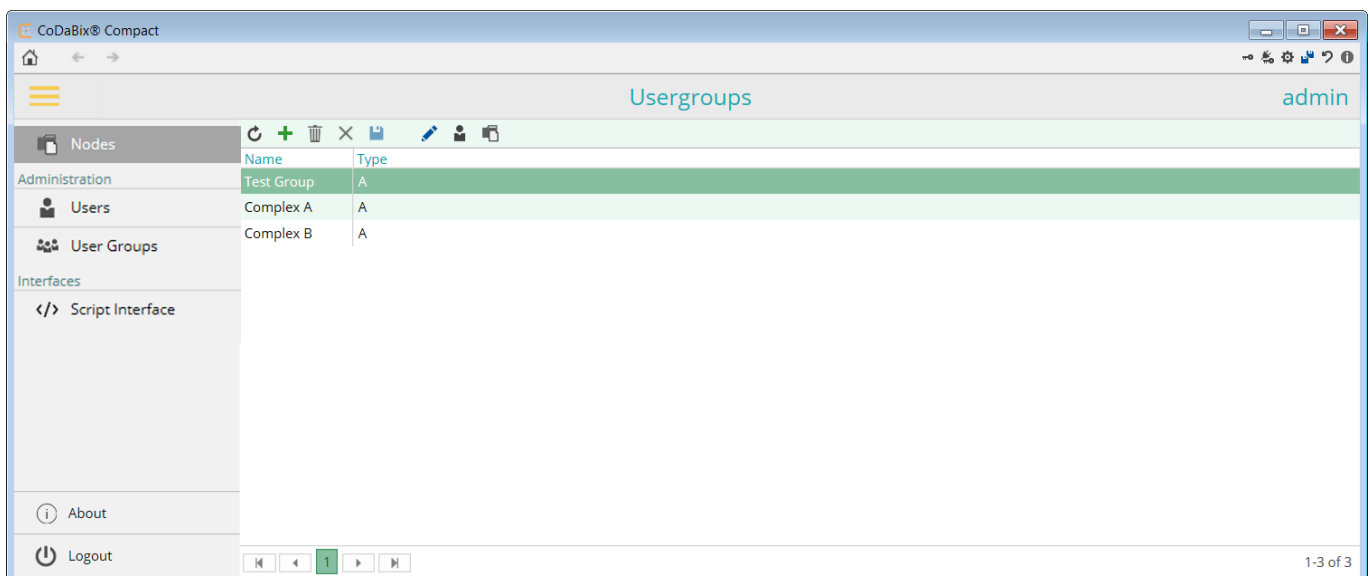 CoDaBix® Compact
Usergroups
admin
Nodes
Administration
Users
User Groups
Interfaces
Script Interface
About
Logout
Name Type
Test Group A
Complex A A
Complex B A
1
1-3 of 3